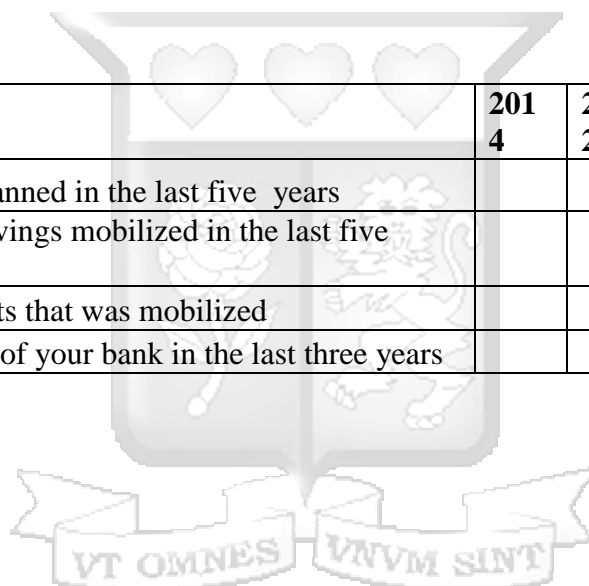 201
4
anned in the last five years
vings mobilized in the last five
ts that was mobilized
of your bank in the last three years
VT OMNES VNVM SINT